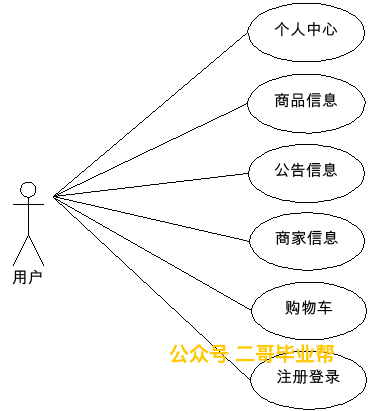 个人中心
商品信息
公告信息
商家信息
用户
购物车
公众号 二哥毕业帮
注册登录